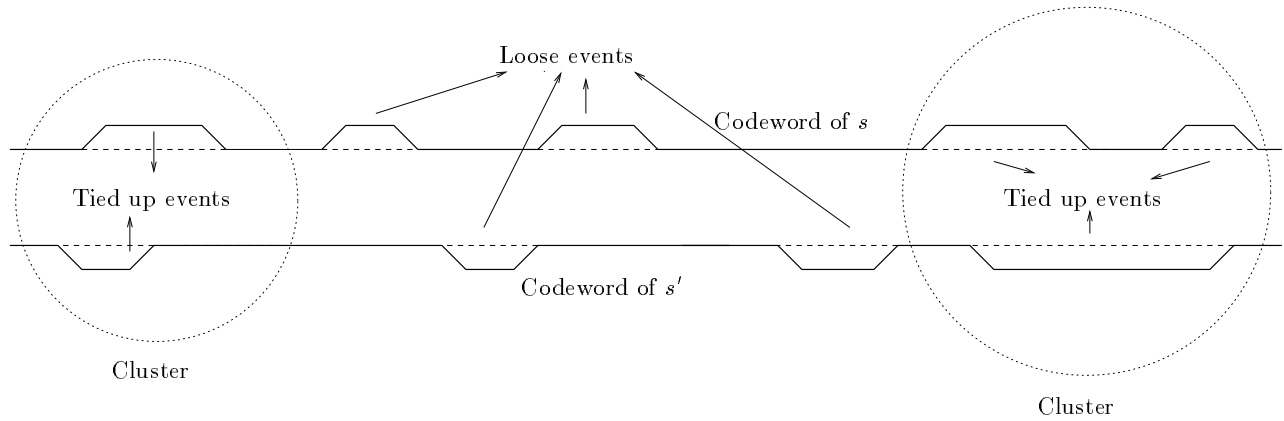 Loose events
Codeword of s
Tied up events
Tied up events
Codeword of s′
Cluster
Cluster